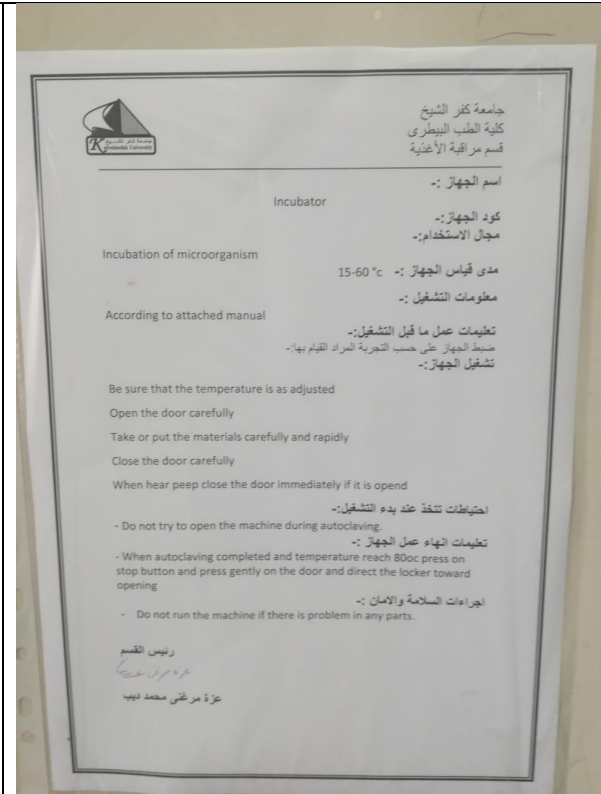 جامعة كفر الشيخ
كلية الطب البيطرى
قسم مراقبة الأغذية
جامعة كفر الشيخ
Kafrelsheikh University
اسم الجهاز :-
Incubator
كود الجهاز:-
مجال الاستخدام:-
Incubation of microorganism
مدى قياس الجهاز :- 15-60 °c
معلومات التشغيل :-
According to attached manual
تعليمات عمل ما قبل التشغيل:-
ضبط الجهاز على حسب التجربة المراد القيام بها:-
تشغيل الجهاز:-
Be sure that the temperature is as adjusted
Open the door carefully
Take or put the materials carefully and rapidly
Close the door carefully
When hear peep close the door immediately if it is opend
احتياطات تتخذ عند بدء التشغيل:-
- Do not try to open the machine during autoclaving.
تعليمات انهاء عمل الجهاز :-
- When autoclaving completed and temperature reach 80oc press on
stop button and press gently on the door and direct the locker toward
opening
اجراءات السلامة والامان :-
- Do not run the machine if there is problem in any parts.
رئيس القسم
عزة مرغنى محمد ديب